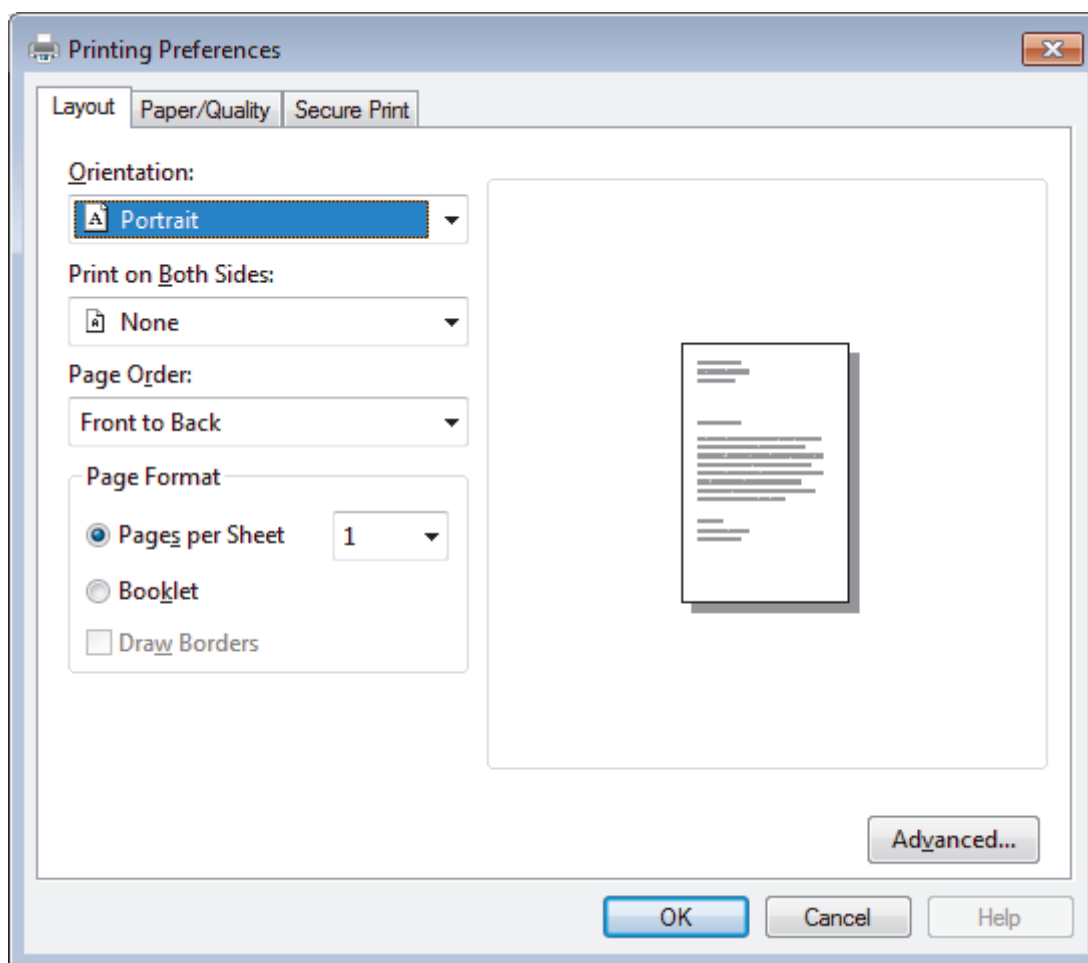 Printing Preferences
Layout Paper/Quality Secure Print
Orientation:
A Portrait
Print on Both Sides:
A None
Page Order:
Front to Back
Page Format
Pages per Sheet 1
Booklet
Draw Borders
Advanced...
OK Cancel Help